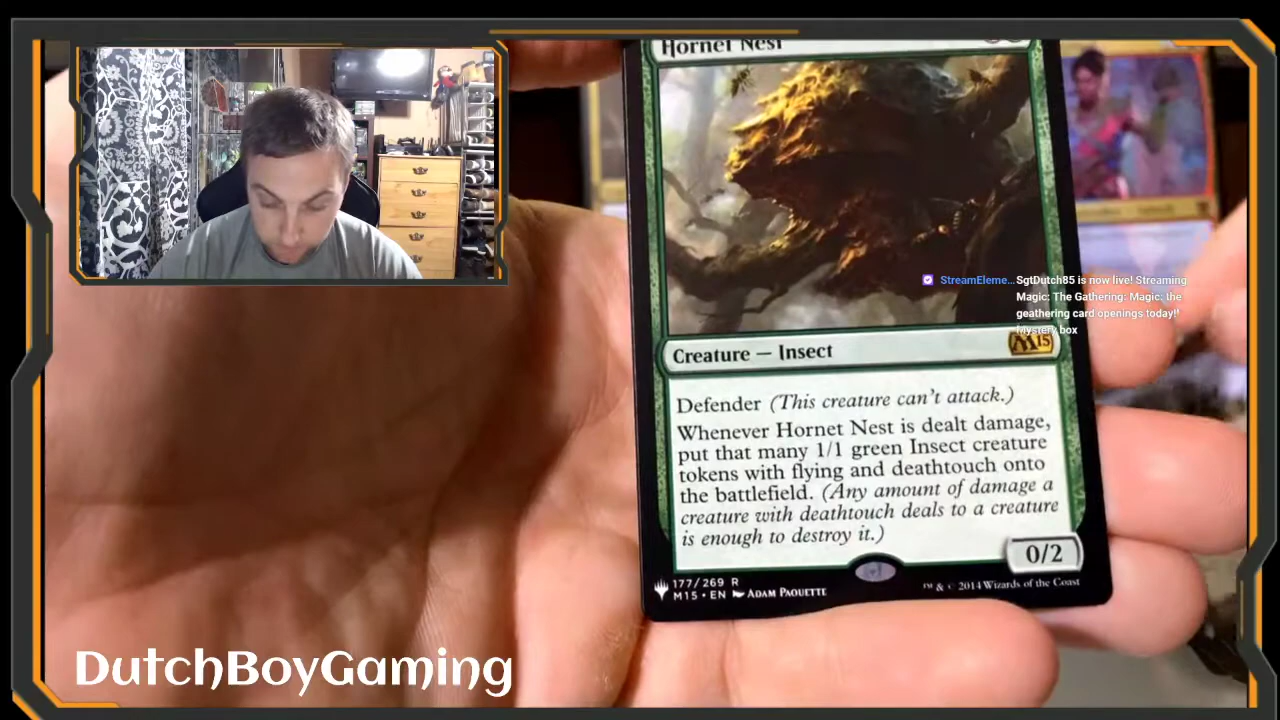 Hornet Nest
StreamEleme... SgtDutch85 is now live! Streaming
Magic: The Gathering: Magic: the
geathering card openings today!!
Mystery box
Creature — Insect
M15
Defender (This creature can't attack.)
Whenever Hornet Nest is dealt damage,
put that many 1/1 green Insect creature
tokens with flying and deathtouch onto
the battlefield. (Any amount of damage a
creature with deathtouch deals to a creature
is enough to destroy it.)
0/2
177/269 R
M15 • EN ADAM PAQUETTE
™ & © 2014 Wizards of the Coast
DutchBoyGaming